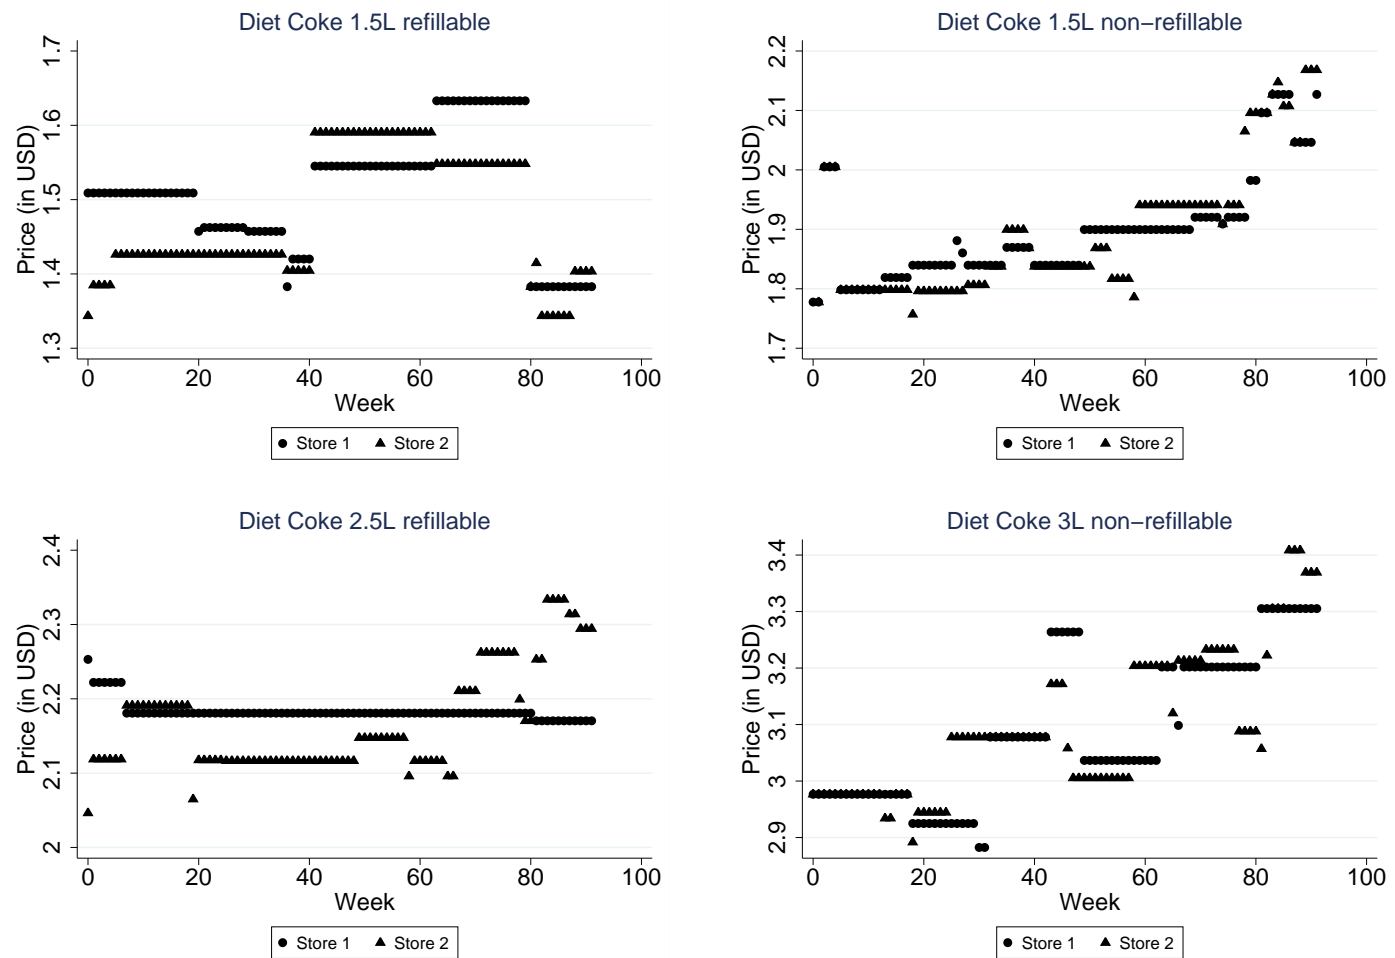 Diet Coke 1.5L refillable
Price (in USD)
1.7
1.6
1.5
1.4
1.3
0 20 40 60 80 100
Week
Store 1 Store 2
Diet Coke 1.5L non−refillable
Price (in USD)
2.2
2.1
2
1.9
1.8
1.7
0 20 40 60 80 100
Week
Store 1 Store 2
Diet Coke 2.5L refillable
Price (in USD)
2.4
2.3
2.2
2.1
2
0 20 40 60 80 100
Week
Store 1 Store 2
Diet Coke 3L non−refillable
Price (in USD)
3.4
3.3
3.2
3.1
3
2.9
0 20 40 60 80 100
Week
Store 1 Store 2